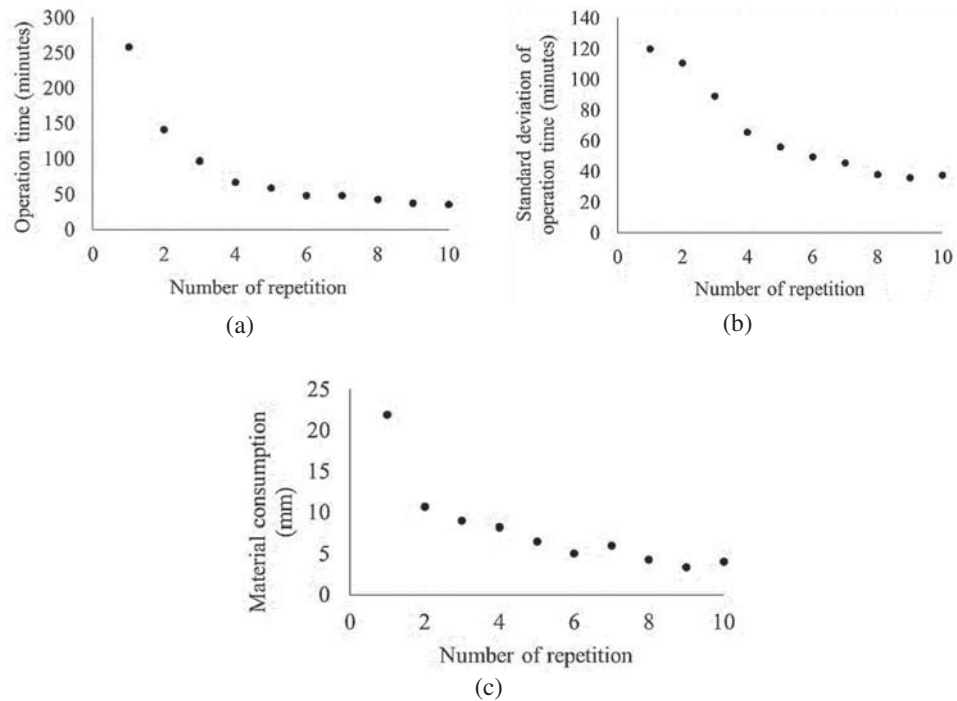 Operation time (minutes)
300
250
200
150
100
50
0
0 2 4 6 8 10
Number of repetition
(a)
Standard deviation of
operation time (minutes)
140
120
100
80
60
40
20
0
0 2 4 6 8 10
Number of repetition
(b)
Material consumption
(mm)
25
20
15
10
5
0
0 2 4 6 8 10
Number of repetition
(c)